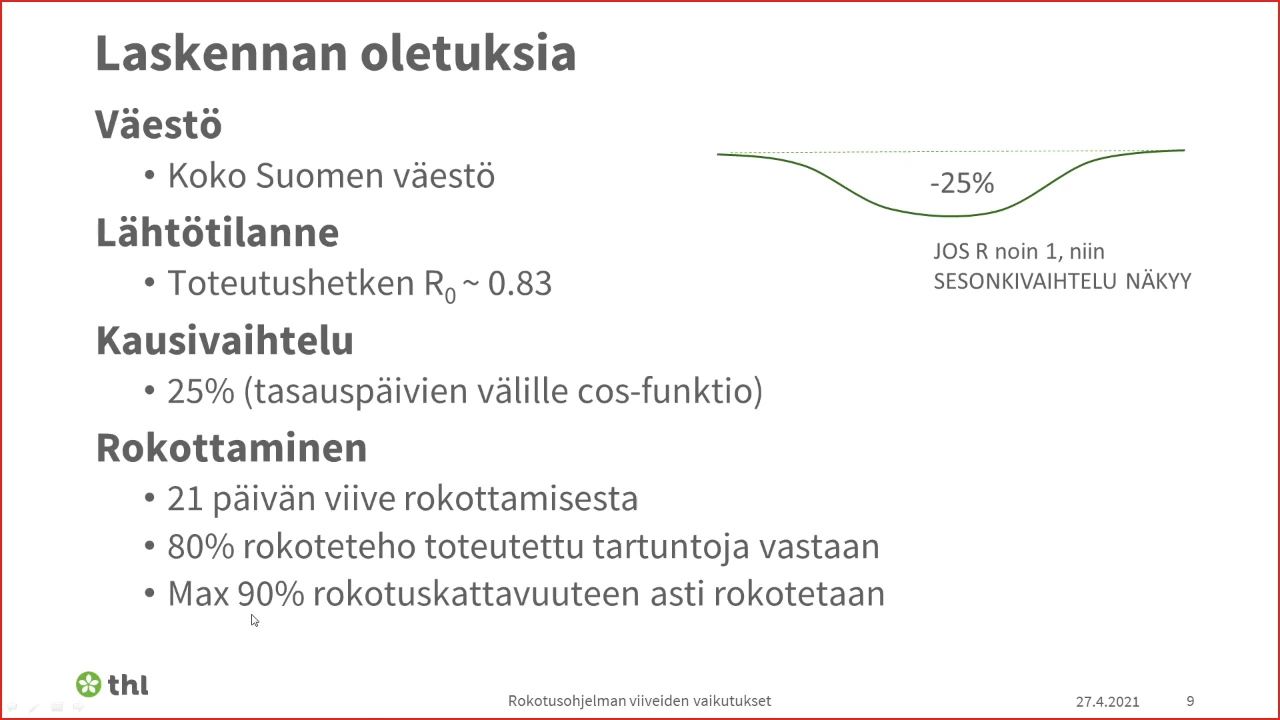 Laskennan oletuksia
Väestö
• Koko Suomen väestö
Lähtötilanne
• Toteutushetken R0 ~ 0.83
Kausivaihtelu
• 25% (tasauspäivien välille cos-funktio)
Rokottaminen
• 21 päivän viive rokottamisesta
• 80% rokoteteho toteutettu tartuntoja vastaan
• Max 90% rokotuskattavuuteen asti rokotetaan
-25%
JOS R noin 1, niin
SESONKIVAIHTELU NÄKYY
thl
Rokotusohjelman viiveiden vaikutukset
27.4.2021
9